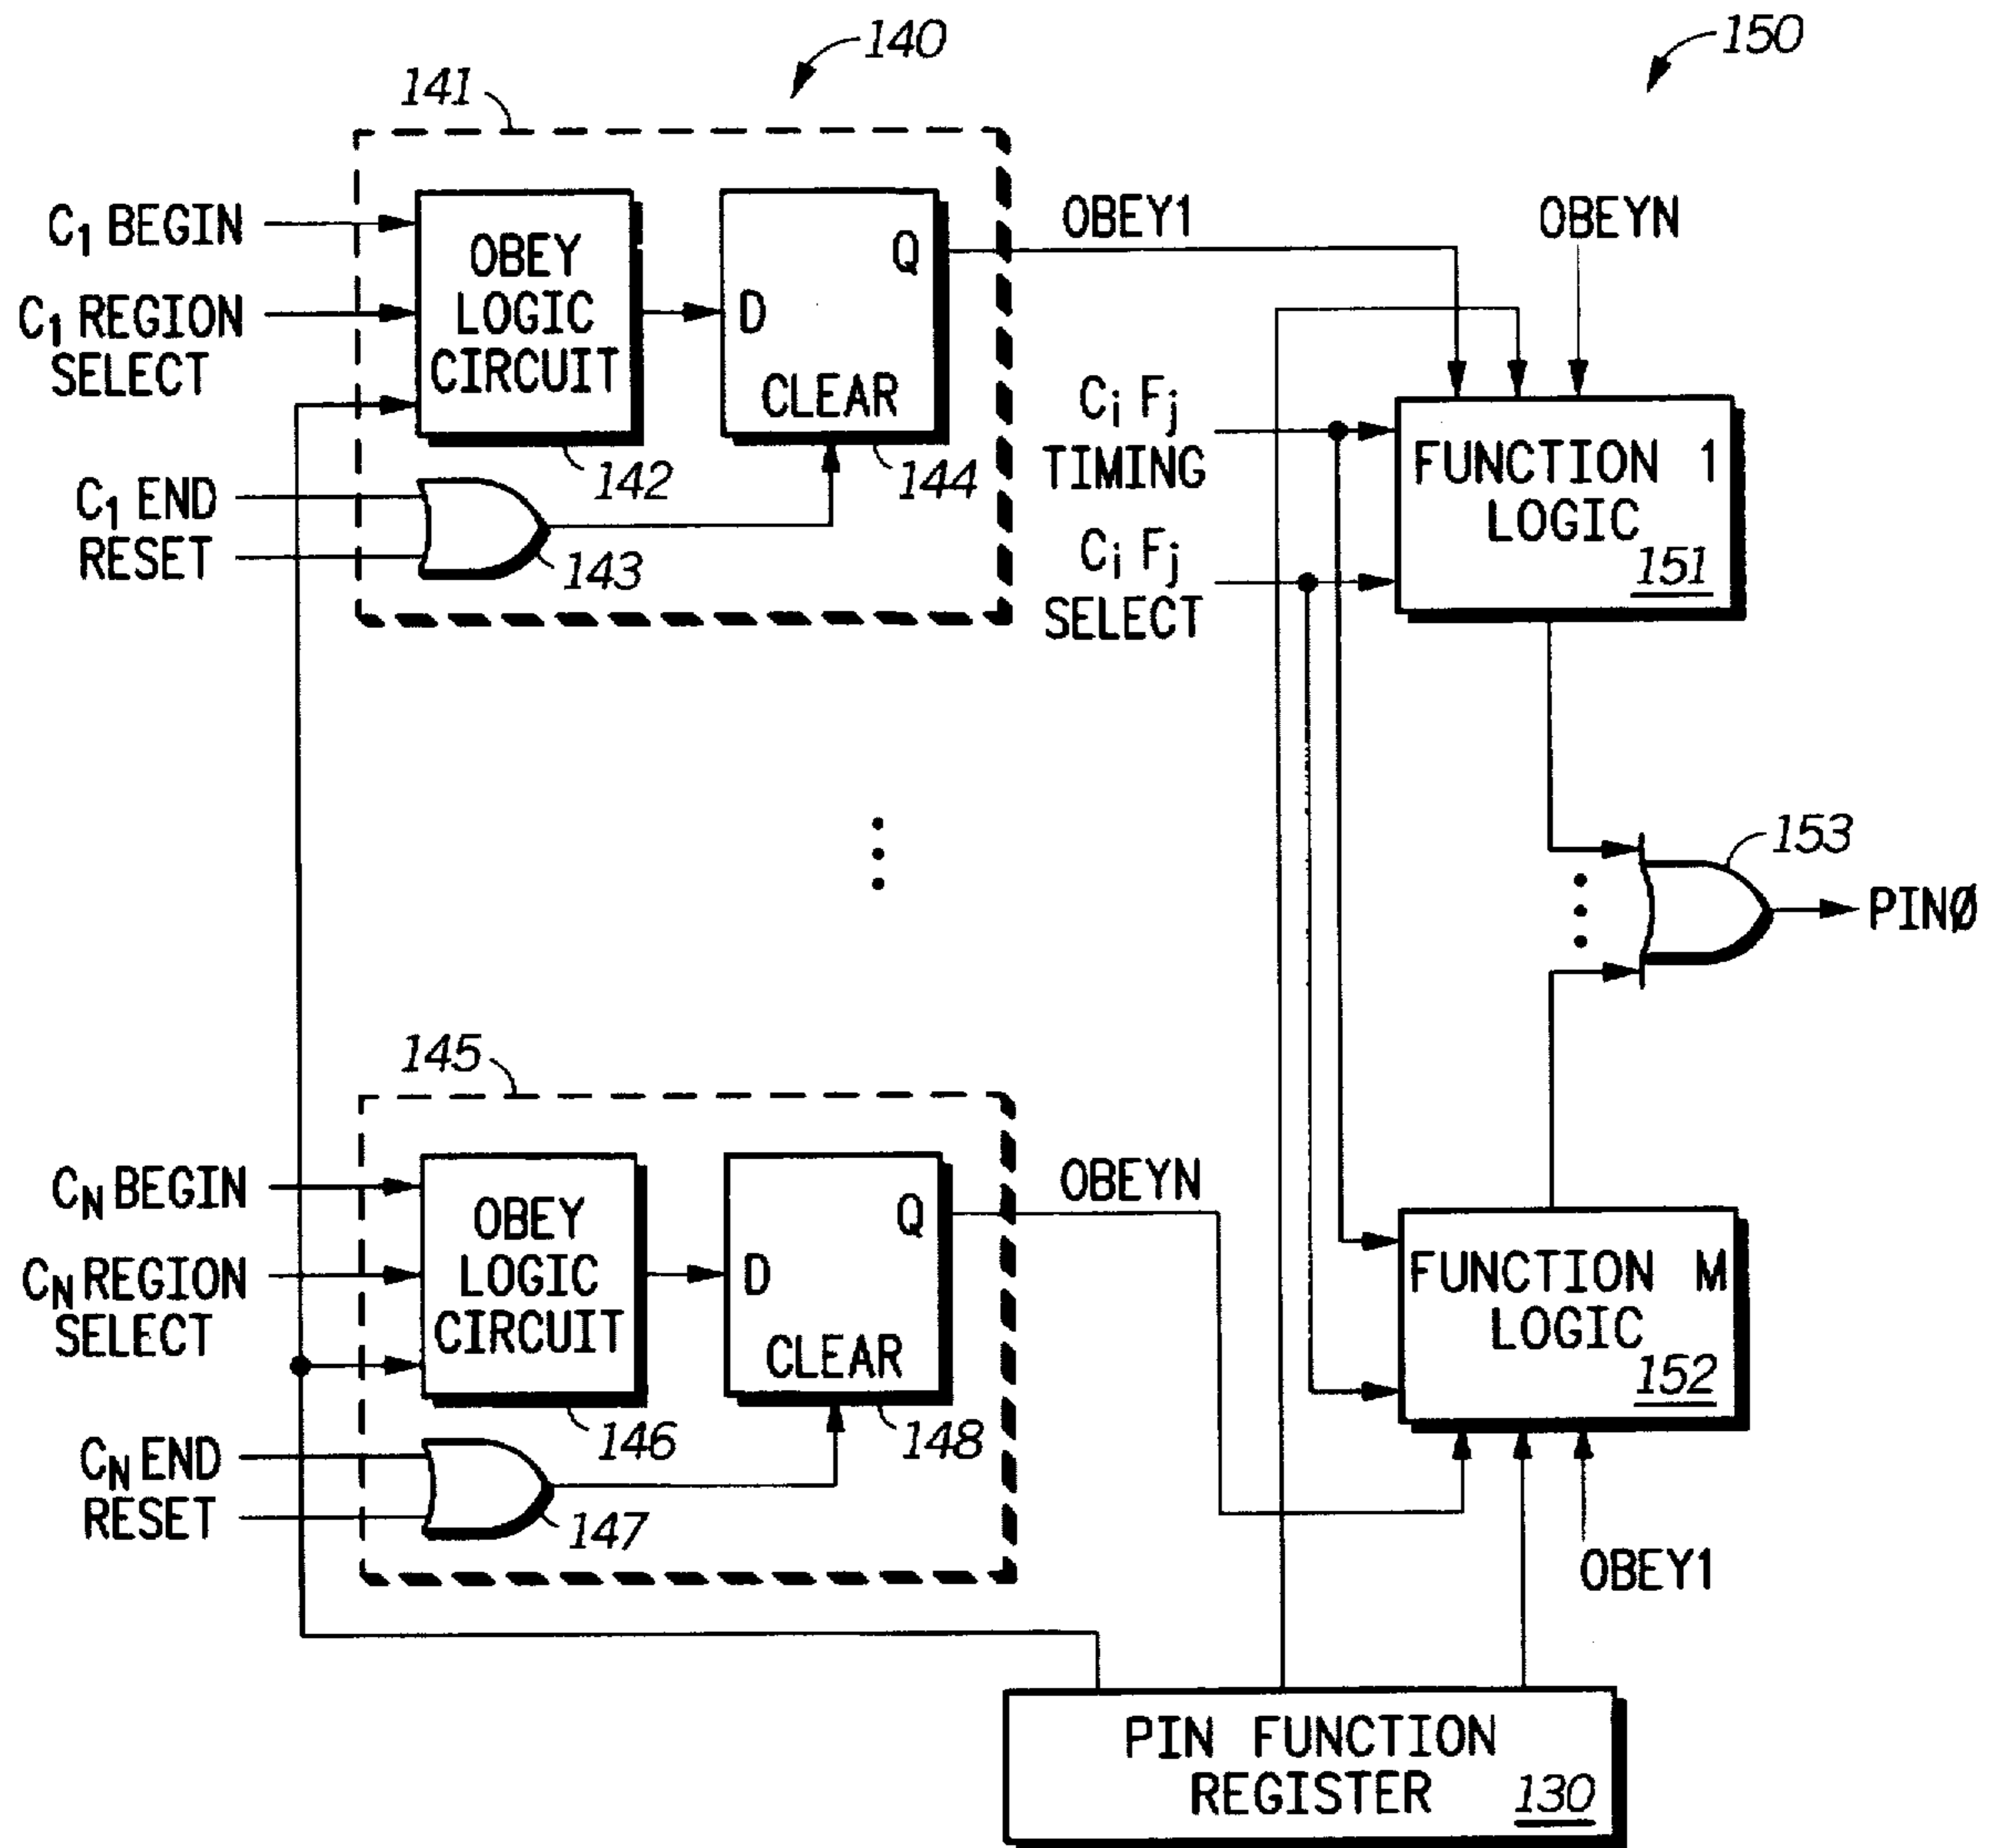 140
150
141
C1 BEGIN
C1 REGION
SELECT
OBEY
LOGIC
CIRCUIT
D
Q
CLEAR
142
144
C1 END
RESET
143
OBEY1
OBEYN
Ci Fj
TIMING
Ci Fj
SELECT
FUNCTION 1
LOGIC
151
153
PINØ
145
CN BEGIN
CN REGION
SELECT
OBEY
LOGIC
CIRCUIT
D
Q
CLEAR
146
148
CN END
RESET
147
OBEYN
FUNCTION M
LOGIC
152
OBEY1
PIN FUNCTION
REGISTER
130